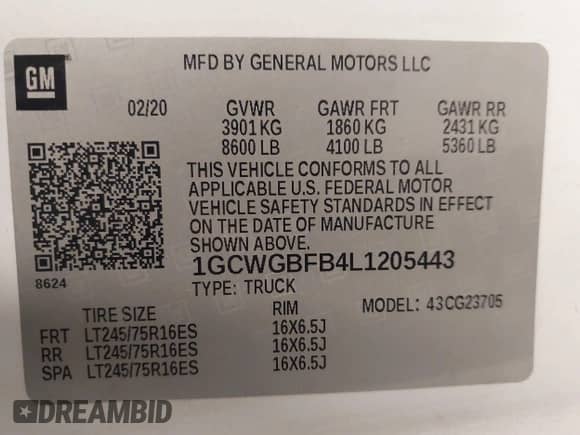 GM
MFD BY GENERAL MOTORS LLC
02/20 GVWR GAWR FRT GAWR RR
3901 KG 1860 KG 2431 KG
8600 LB 4100 LB 5360 LB
THIS VEHICLE CONFORMS TO ALL
APPLICABLE U.S. FEDERAL MOTOR
VEHICLE SAFETY STANDARDS IN EFFECT
ON THE DATE OF MANUFACTURE
SHOWN ABOVE.
8624
1GCWGBFB4L1205443
TYPE: TRUCK MODEL: 43CG23705
TIRE SIZE RIM
FRT LT245/75R16ES 16X6.5J
RR LT245/75R16ES 16X6.5J
SPA LT245/75R16ES 16X6.5J
DREAMBID